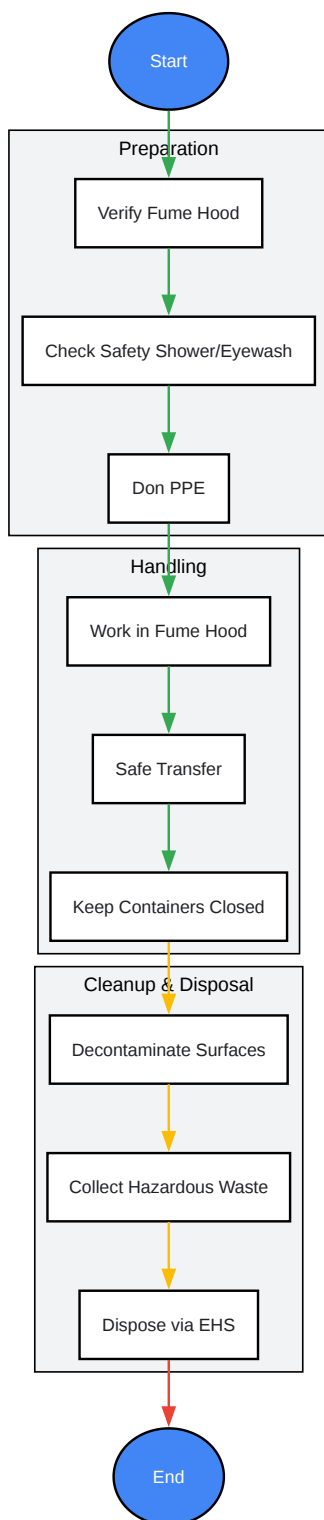 Start
Preparation
Verify Fume Hood
Check Safety Shower/Eyewash
Don PPE
Handling
Work in Fume Hood
Safe Transfer
Keep Containers Closed
Cleanup & Disposal
Decontaminate Surfaces
Collect Hazardous Waste
Dispose via EHS
End